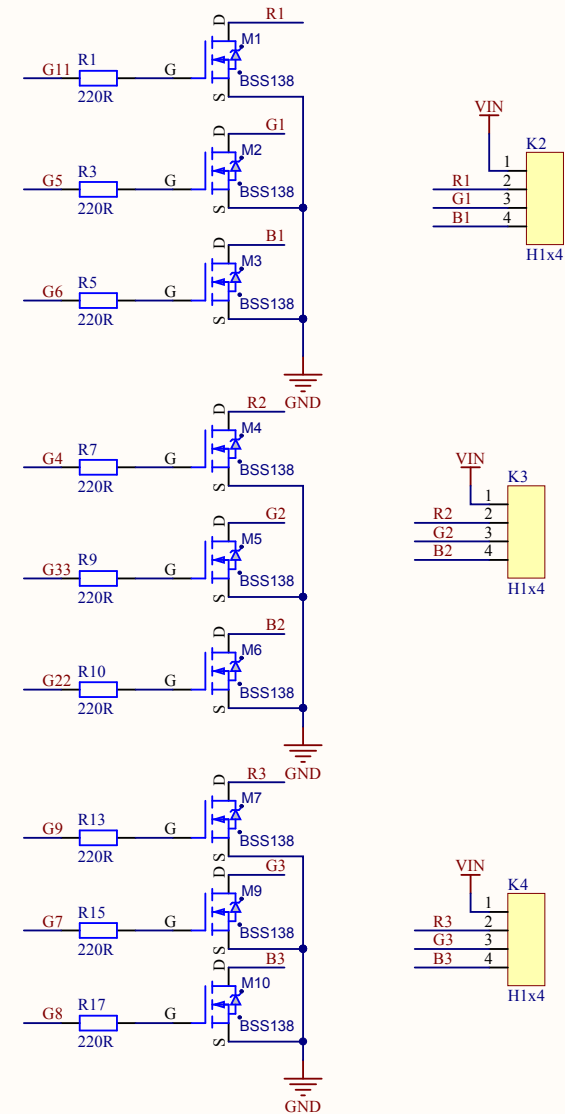 D
R1
M1
G11
R1
G
BSS138
220R
S
D
G1
M2
G5
R3
G
BSS138
220R
S
D
B1
M3
G6
R5
G
BSS138
220R
S
GND
VIN
K2
1
R1
2
G1
3
B1
4
H1x4
D
R2
M4
G4
R7
G
BSS138
220R
S
D
G2
M5
G33
R9
G
BSS138
220R
S
D
B2
M6
G22
R10
G
BSS138
220R
S
GND
VIN
K3
1
R2
2
G2
3
B2
4
H1x4
D
R3
M7
G9
R13
G
BSS138
220R
S
D
G3
M9
G7
R15
G
BSS138
220R
S
D
B3
M10
G8
R17
G
BSS138
220R
S
GND
VIN
K4
1
R3
2
G3
3
B3
4
H1x4